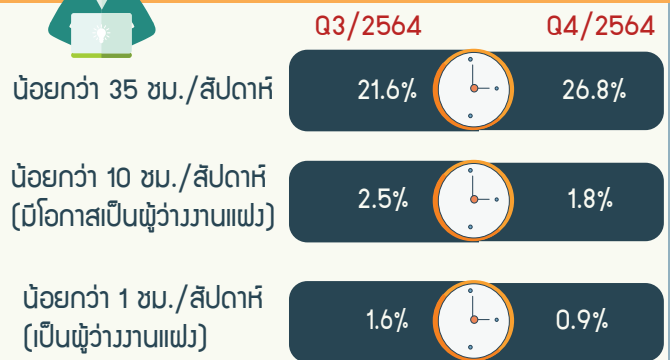 Q3/2564 Q4/2564
น้อยกว่า 35 ชม./สัปดาห์ 21.6% 26.8%
น้อยกว่า 10 ชม./สัปดาห์
(มีโอกาสเป็นผู้ว่างงานแฝง) 2.5% 1.8%
น้อยกว่า 1 ชม./สัปดาห์
(เป็นผู้ว่างงานแฝง) 1.6% 0.9%